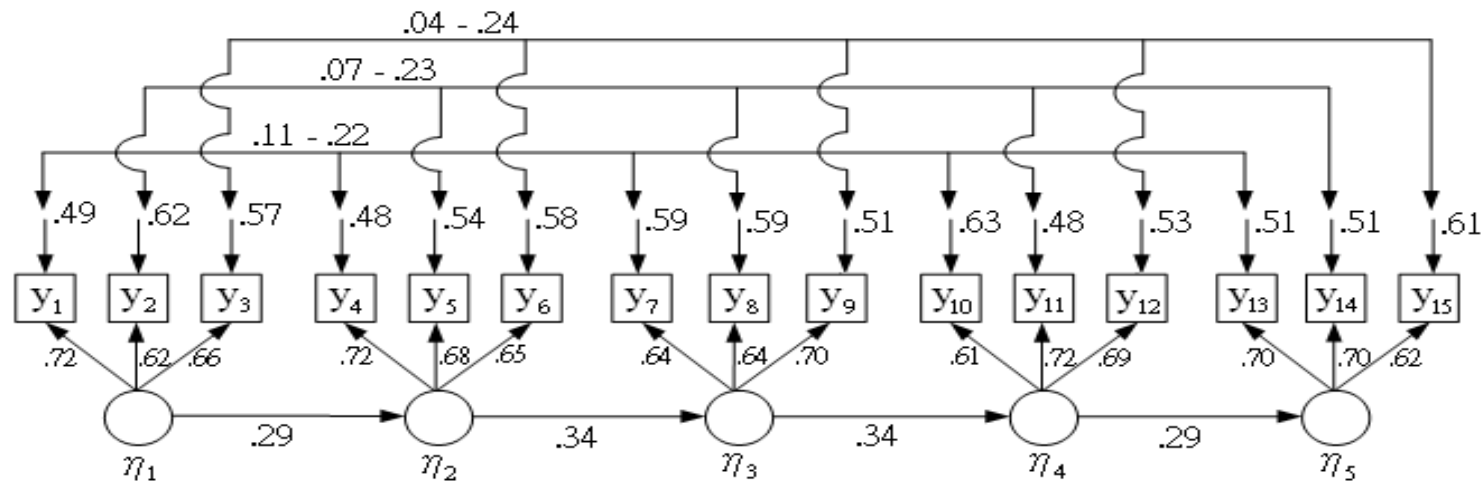 .04 - .24
.07 - .23
.11 - .22
.49 .62 .57 .48 .54 .58 .59 .59 .51 .63 .48 .53 .51 .51 .61
y1 y2 y3 y4 y5 y6 y7 y8 y9 y10 y11 y12 y13 y14 y15
.72 .62 .66 .72 .68 .65 .64 .64 .70 .61 .72 .69 .70 .70 .62
.29 .34 .34 .29
η1 η2 η3 η4 η5